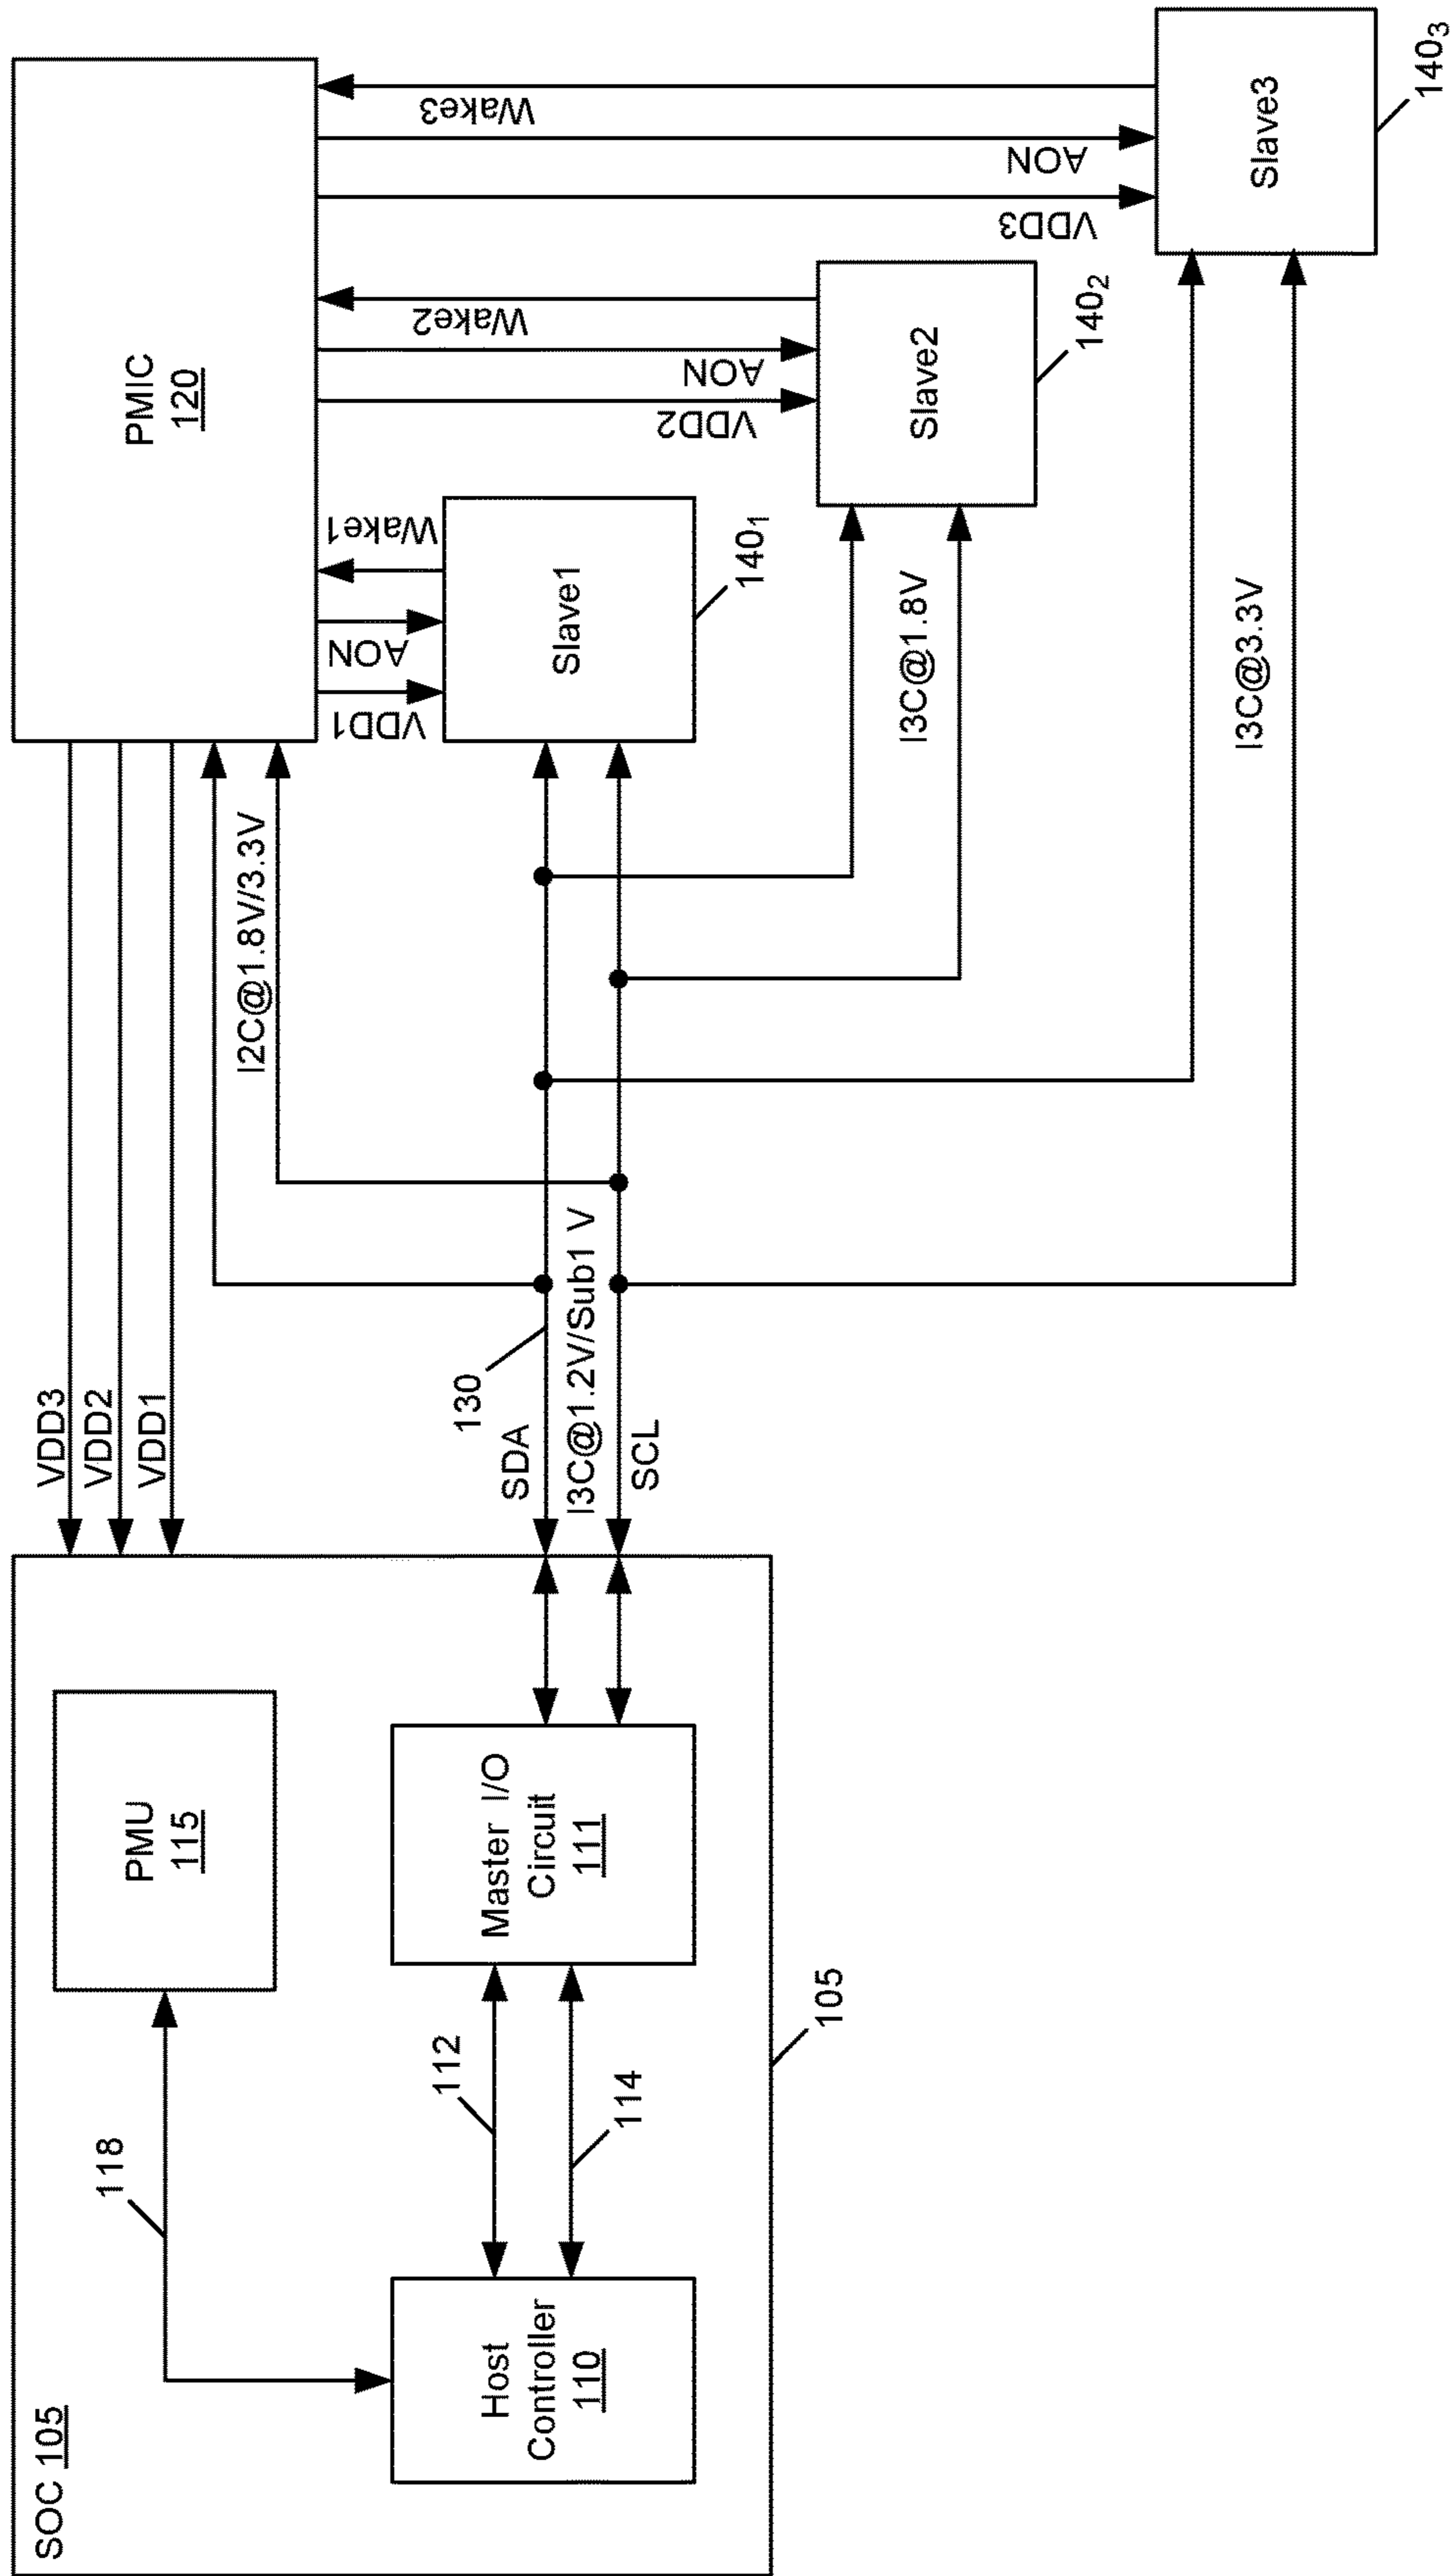 SOC 105
Host
Controller
110
118
112
114
PMU
115
Master I/O
Circuit
111
105
VDD3
VDD2
VDD1
SDA
130
I3C@1.2V/Sub1 V
SCL
I2C@1.8V/3.3V
PMIC
120
VDD1
AON
Wake1
Slave1
140₁
VDD2
AON
Wake2
Slave2
140₂
I3C@1.8V
VDD3
AON
Wake3
Slave3
140₃
I3C@3.3V